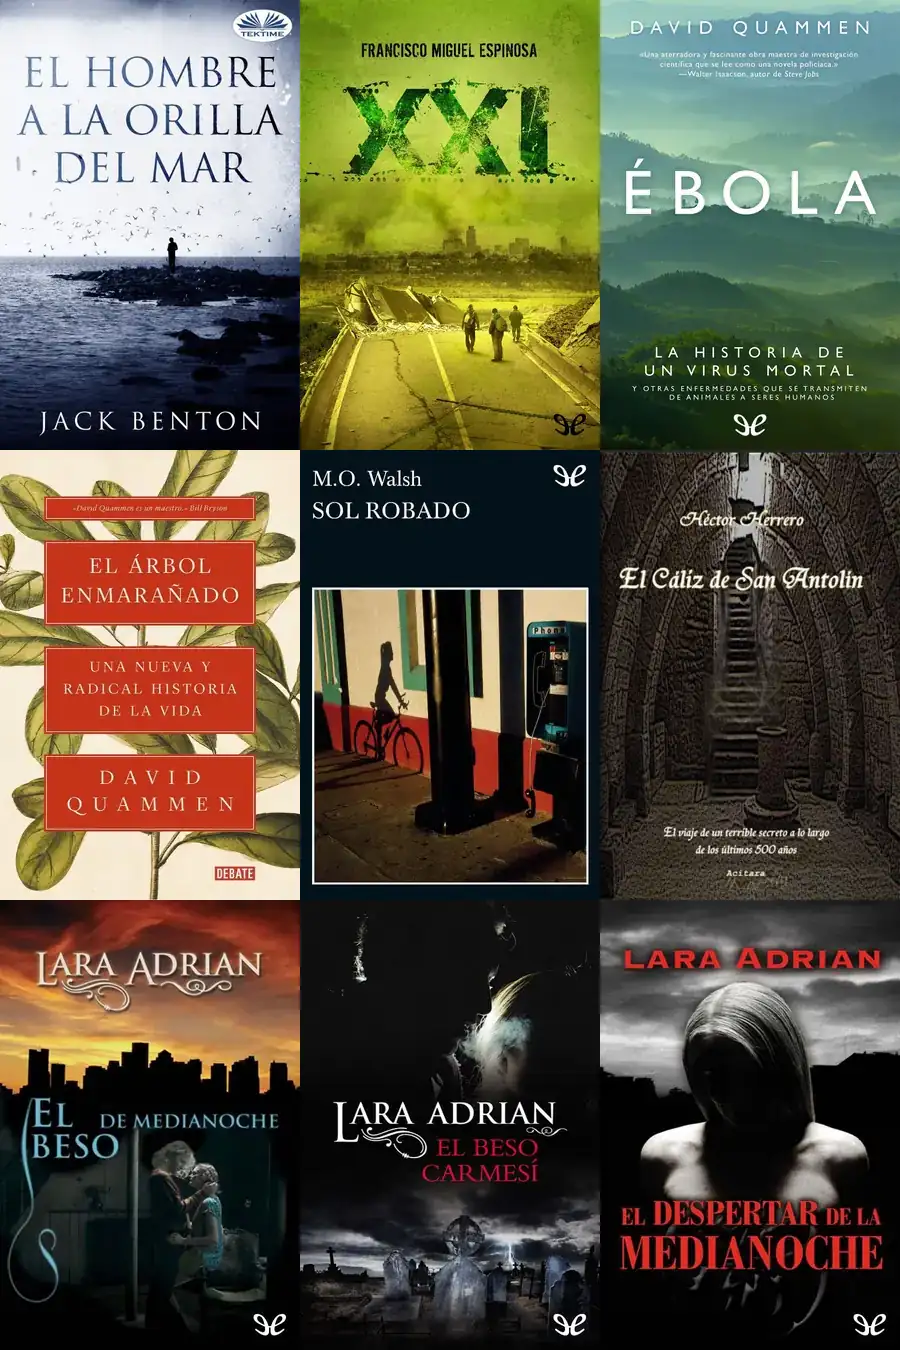 TEKTIME
EL HOMBRE
A LA ORILLA
DEL MAR
JACK BENTON
FRANCISCO MIGUEL ESPINOSA
XXI
DAVID QUAMMEN
«Una aterradora y fascinante obra maestra de investigación
científica que se lee como una novela policíaca.»
—Walter Isaacson, autor de Steve Jobs
ÉBOLA
LA HISTORIA DE
UN VIRUS MORTAL
Y OTRAS ENFERMEDADES QUE SE TRANSMITEN
DE ANIMALES A SERES HUMANOS
«David Quammen es un maestro.» Bill Bryson
EL ÁRBOL
ENMARAÑADO
UNA NUEVA Y
RADICAL HISTORIA
DE LA VIDA
DAVID
QUAMMEN
DEBATE
M.O. Walsh
SOL ROBADO
Phone
Héctor Herrero
El Cáliz de San Antolín
El viaje de un terrible secreto a lo largo
de los últimos 500 años
Acitara
LARA ADRIAN
EL BESO DE MEDIANOCHE
LARA ADRIAN
EL BESO
CARMESÍ
LARA ADRIAN
EL DESPERTAR DE LA
MEDIANOCHE